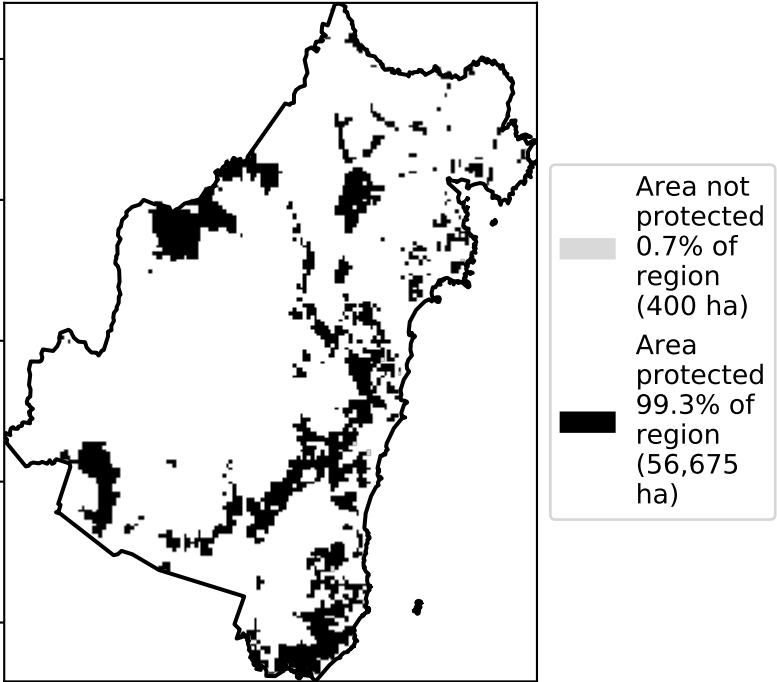 Area not
protected
0.7% of
region
(400 ha)
Area
protected
99.3% of
region
(56,675
ha)